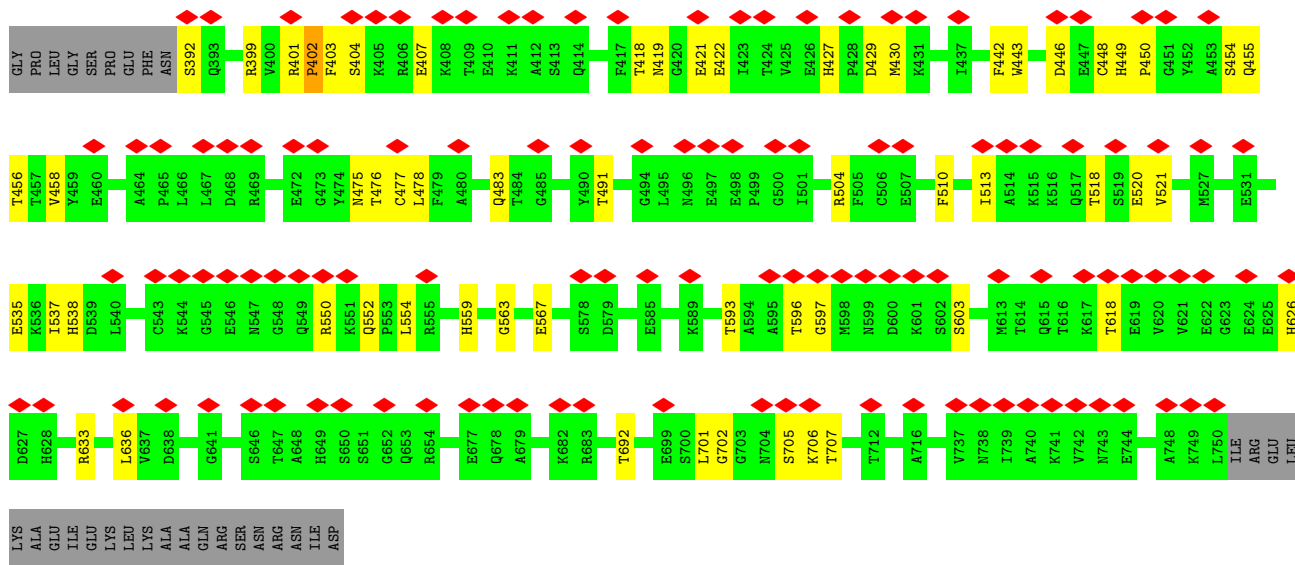 GLY PRO LEU GLY SER PRO GLU PHE ASN S392 Q393 R399 V400 R401 P402 F403 S404 K405 R406 E407 K408 T409 E410 K411 A412 S413 Q414 F417 T418 N419 G420 E421 E422 I423 T424 V425 E426 H427 P428 D429 M430 K431 I437 F442 W443 D446 E447 C448 H449 P450 G451 Y452 A453 S454 Q455
T456 T457 V458 Y459 E460 A464 P465 L466 L467 D468 R469 E472 G473 Y474 N475 T476 C477 L478 F479 A480 Q483 T484 G485 Y490 T491 G494 L495 N496 E497 E498 P499 G500 I501 R504 F505 C506 E507 F510 I513 A514 K515 K516 Q517 T518 S519 E520 V521 M527 E531
E535 K536 I537 H538 D539 L540 C543 K544 G545 E546 N547 G548 Q549 R550 K551 Q552 P553 L554 R555 H559 G563 E567 S578 D579 E585 K589 T593 A594 A595 T596 G597 M598 N599 D600 K601 S602 S603 M613 T614 Q615 T616 K617 T618 E619 V620 V621 E622 G623 E624 E625 H626
D627 H628 R633 L636 V637 D638 G641 S646 T647 A648 H649 S650 S651 G652 Q653 R654 E677 Q678 A679 K682 R683 T692 E699 S700 L701 G702 G703 N704 S705 K706 T707 T712 A716 V737 N738 I739 A740 K741 V742 N743 E744 A748 K749 L750 ILE ARG GLU LEU
LYS ALA GLU ILE GLU LYS LEU LYS ALA ALA GLN ARG SER ASN ARG ASN ILE ASP